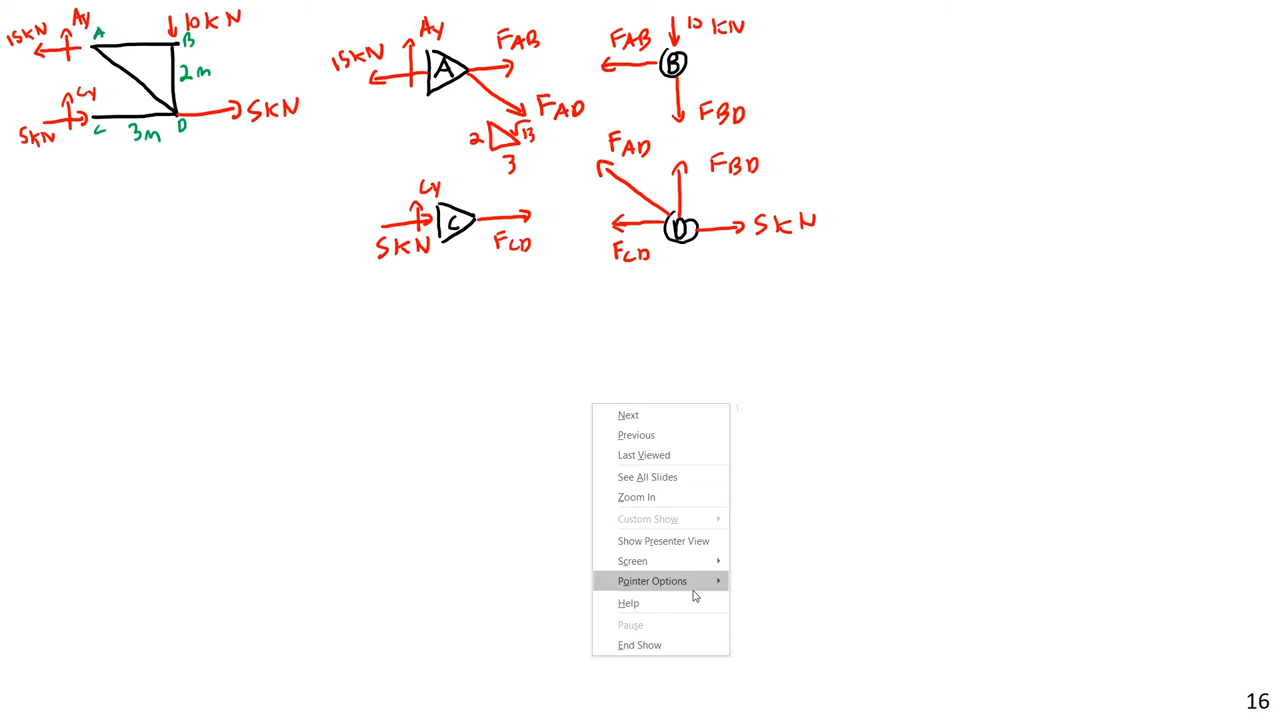 Ay
15KN
A
10 KN
B
2m
Cy
5KN
C
3m
D
5KN
Ay
15KN
A
FAB
FAD
2
√13
3
10 KN
FAB
B
FBD
Cy
5KN
C
FCD
FAD
FBD
D
5KN
FCD
Next
Previous
Last Viewed
See All Slides
Zoom In
Custom Show
Show Presenter View
Screen
Pointer Options
Help
Pause
End Show
16